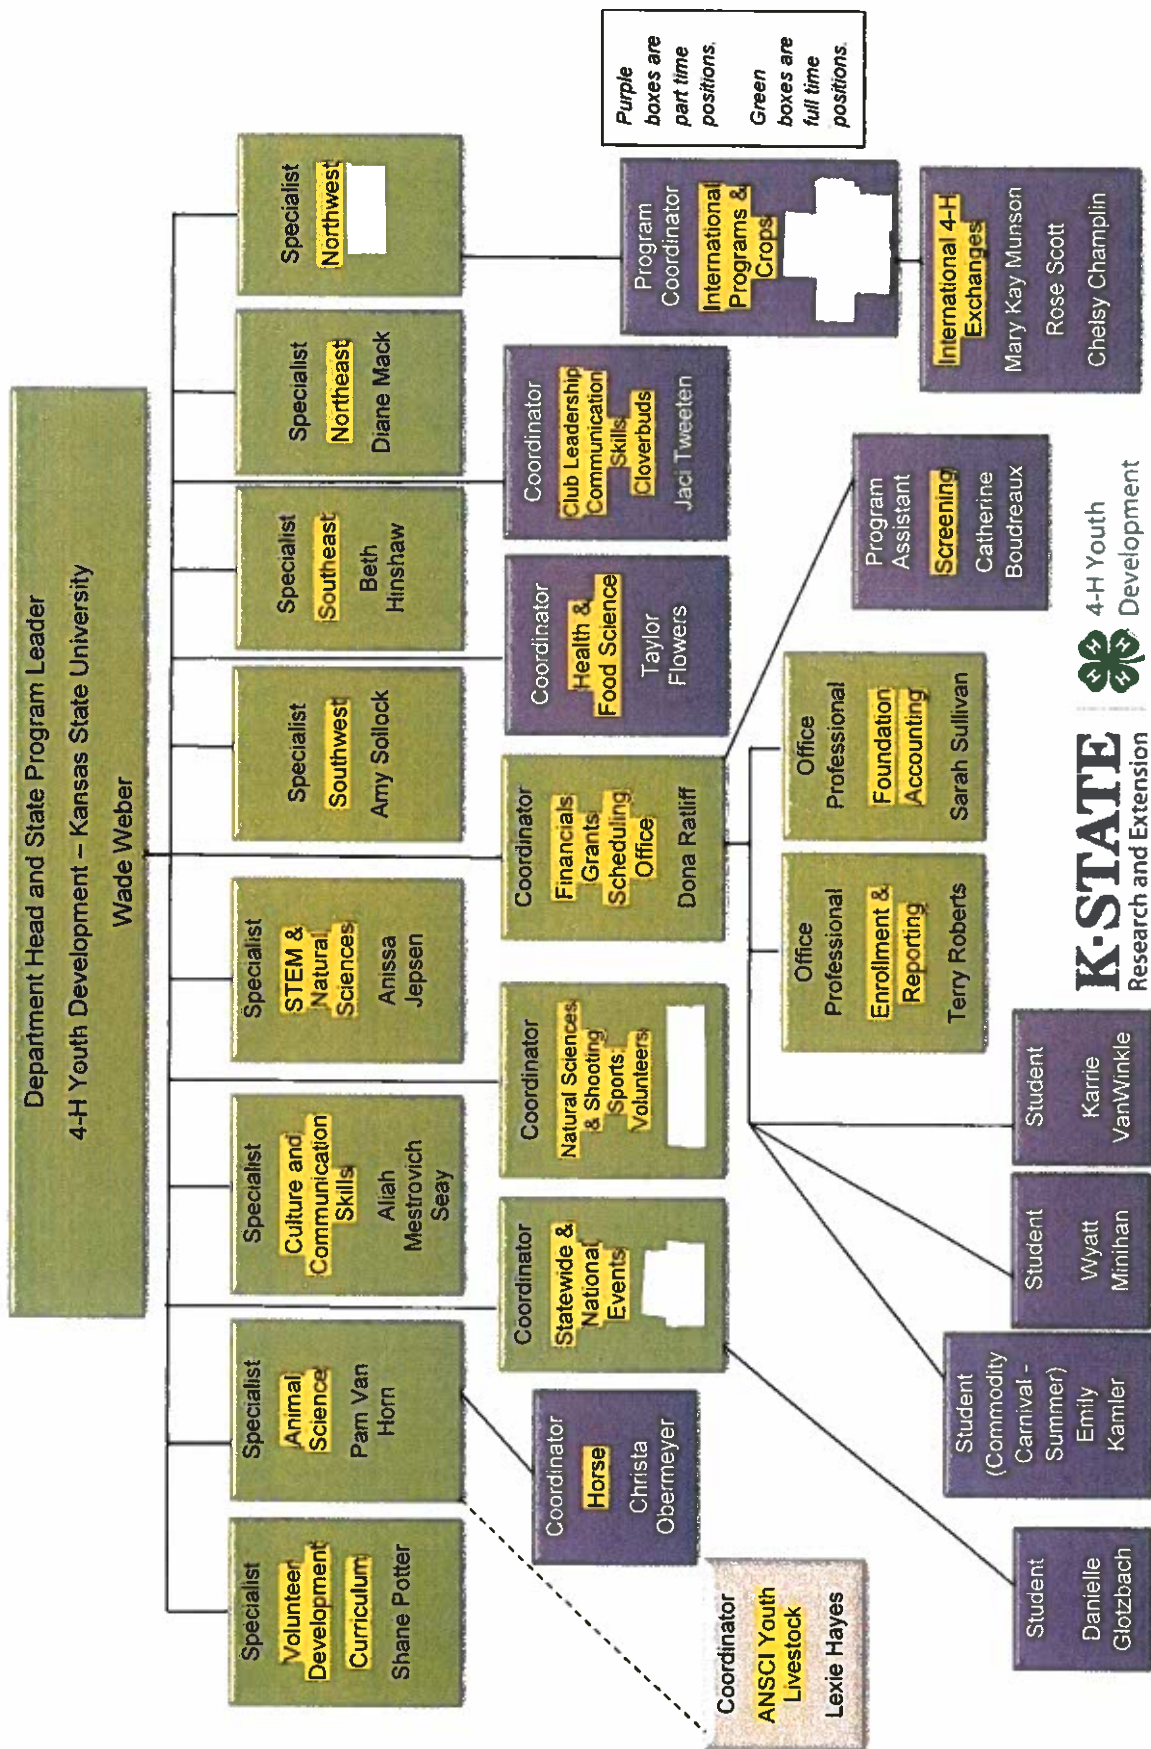 Department Head and State Program Leader
4-H Youth Development – Kansas State University
Wade Weber
Specialist
Volunteer
Development
Curriculum
Shane Potter
Specialist
Animal
Science
Pam Van
Horn
Specialist
Culture and
Communication
Skills
Aliah
Mestrovich
Seay
Specialist
STEM &
Natural
Sciences
Anissa
Jepsen
Specialist
Southwest
Amy Sollock
Specialist
Southeast
Beth
Hinshaw
Specialist
Northeast
Diane Mack
Specialist
Northwest
Coordinator
Horse
Christa
Obermeyer
Coordinator
Statewide &
National
Events
Coordinator
Natural Sciences
& Shooting
Sports
Volunteers
Coordinator
Financials
Grants
Scheduling
Office
Dona Ratliff
Coordinator
Health &
Food Science
Taylor
Flowers
Coordinator
Club Leadership
Communication
Skills
Cloverbuds
Jaci Tweeten
Program
Coordinator
International
Programs &
Crops
Purple
boxes are
part time
positions.
Green
boxes are
full time
positions.
Coordinator
ANSCI Youth
Livestock
Lexie Hayes
Office
Professional
Enrollment &
Reporting
Terry Roberts
Office
Professional
Foundation
Accounting
Sarah Sullivan
Program
Assistant
Screening
Catherine
Boudreaux
International 4-H
Exchanges
Mary Kay Munson
Rose Scott
Chelsy Champlin
Student
Danielle
Glotzbach
Student
(Commodity
Carnival -
Summer)
Emily
Kamler
Student
Wyatt
Minihan
Student
Karrie
VanWinkle
K-STATE
Research and Extension
H H H H
4-H Youth
Development